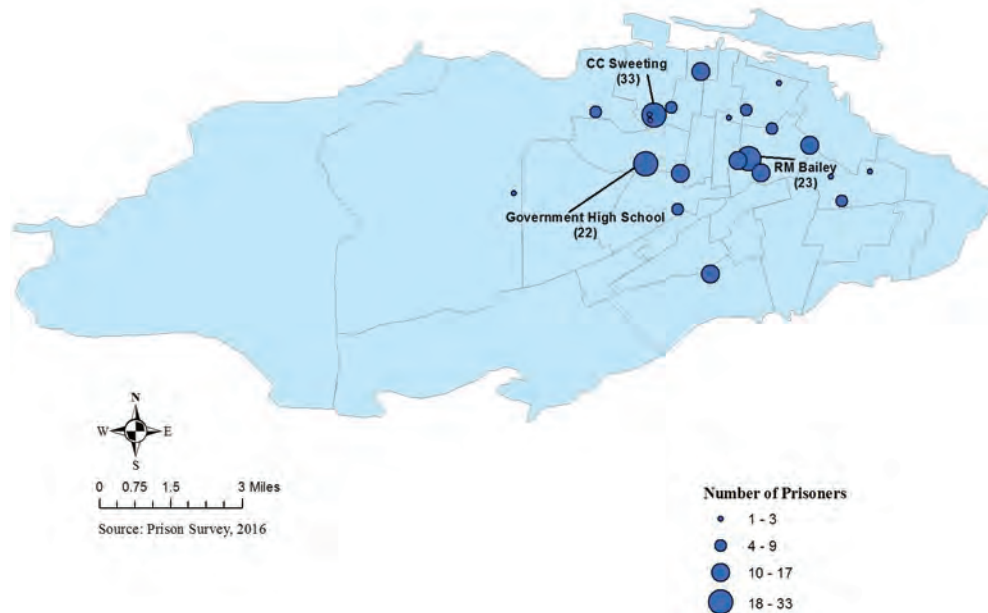 CC Sweeting
(33)
RM Bailey
(23)
Government High School
(22)
N
W E
S
0 0.75 1.5 3 Miles
Source: Prison Survey, 2016
Number of Prisoners
1 - 3
4 - 9
10 - 17
18 - 33